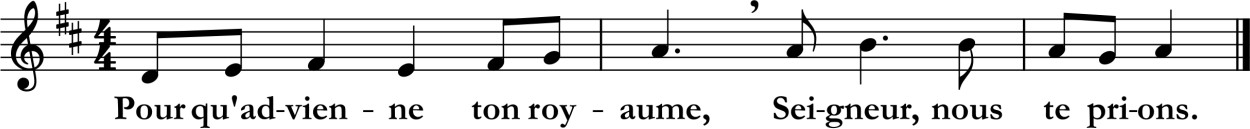 Pour qu'ad-vien - ne ton roy - aume, Sei-gneur, nous te pri-ons.